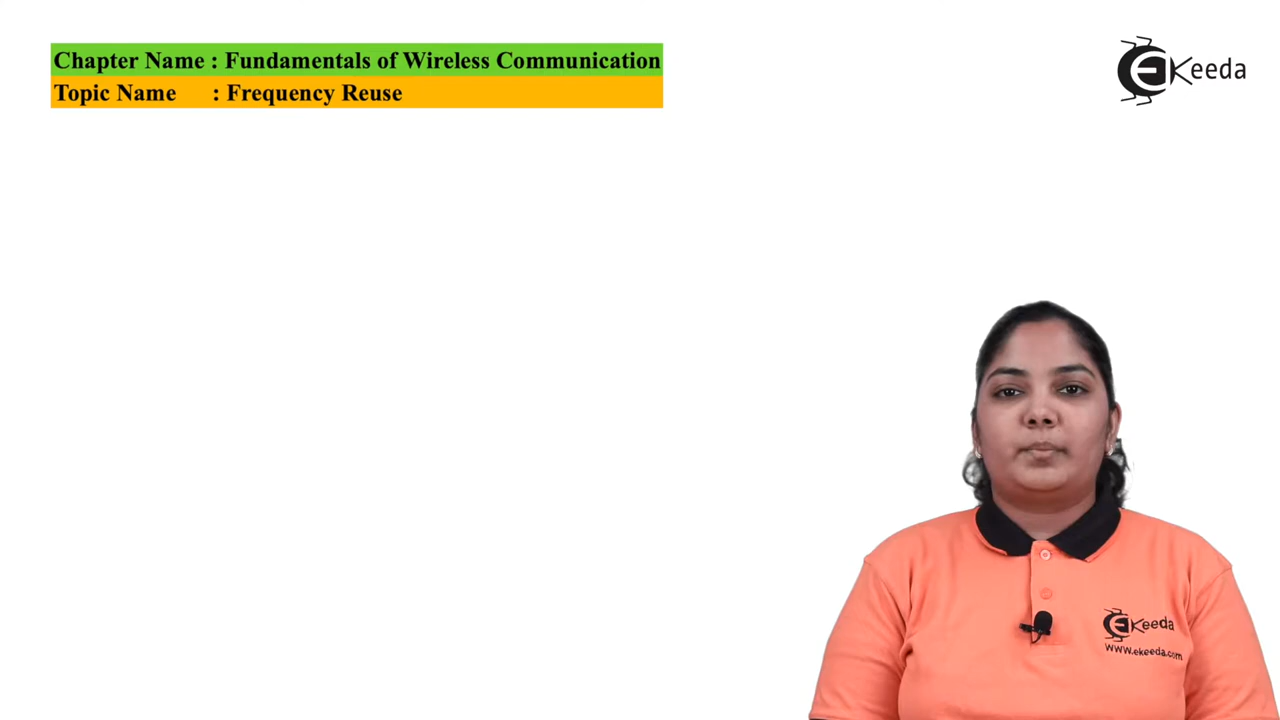 Chapter Name : Fundamentals of Wireless Communication
Topic Name : Frequency Reuse
EKeeda
EKeeda
www.ekeeda.com